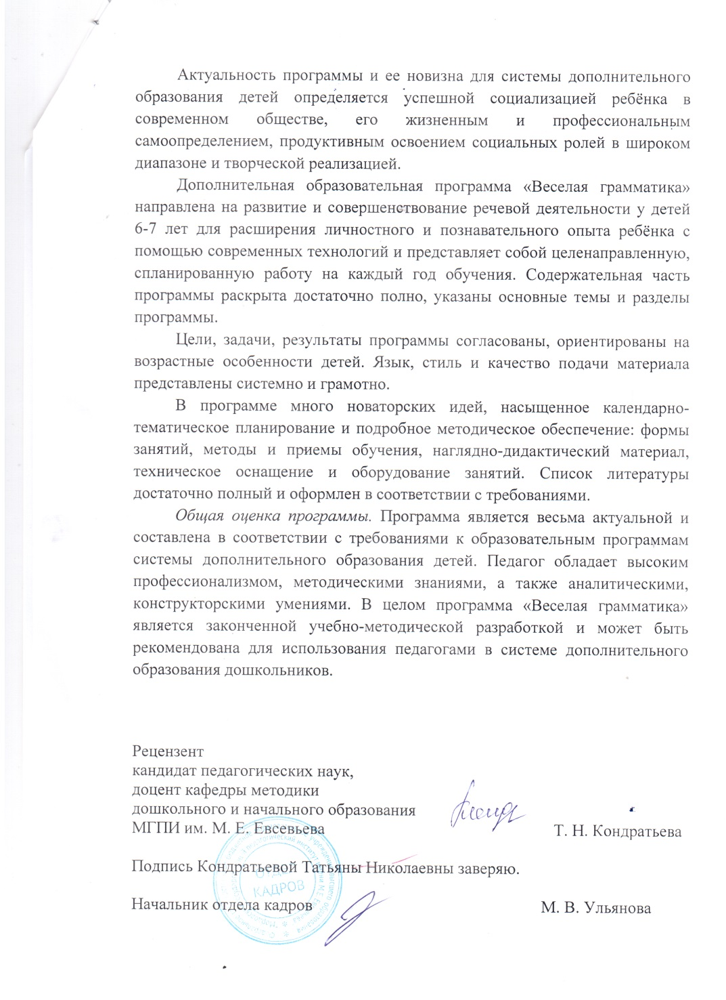 Актуальность программы и ее новизна для системы дополнительного
образования детей определяется успешной социализацией ребёнка в
современном обществе, его жизненным и профессиональным
самоопределением, продуктивным освоением социальных ролей в широком
диапазоне и творческой реализацией.
Дополнительная образовательная программа «Веселая грамматика»
направлена на развитие и совершенствование речевой деятельности у детей
6-7 лет для расширения личностного и познавательного опыта ребёнка с
помощью современных технологий и представляет собой целенаправленную,
спланированную работу на каждый год обучения. Содержательная часть
программы раскрыта достаточно полно, указаны основные темы и разделы
программы.
Цели, задачи, результаты программы согласованы, ориентированы на
возрастные особенности детей. Язык, стиль и качество подачи материала
представлены системно и грамотно.
В программе много новаторских идей, насыщенное календарно-
тематическое планирование и подробное методическое обеспечение: формы
занятий, методы и приемы обучения, наглядно-дидактический материал,
техническое оснащение и оборудование занятий. Список литературы
достаточно полный и оформлен в соответствии с требованиями.
Общая оценка программы. Программа является весьма актуальной и
составлена в соответствии с требованиями к образовательным программам
системы дополнительного образования детей. Педагог обладает высоким
профессионализмом, методическими знаниями, а также аналитическими,
конструкторскими умениями. В целом программа «Веселая грамматика»
является законченной учебно-методической разработкой и может быть
рекомендована для использования педагогами в системе дополнительного
образования дошкольников.
Рецензент
кандидат педагогических наук,
доцент кафедры методики
дошкольного и начального образования
МГПИ им. М. Е. Евсевьева Т. Н. Кондратьева
Подпись Кондратьевой Татьяны Николаевны заверяю.
ОТДЕЛ
КАДРОВ
Начальник отдела кадров М. В. Ульянова